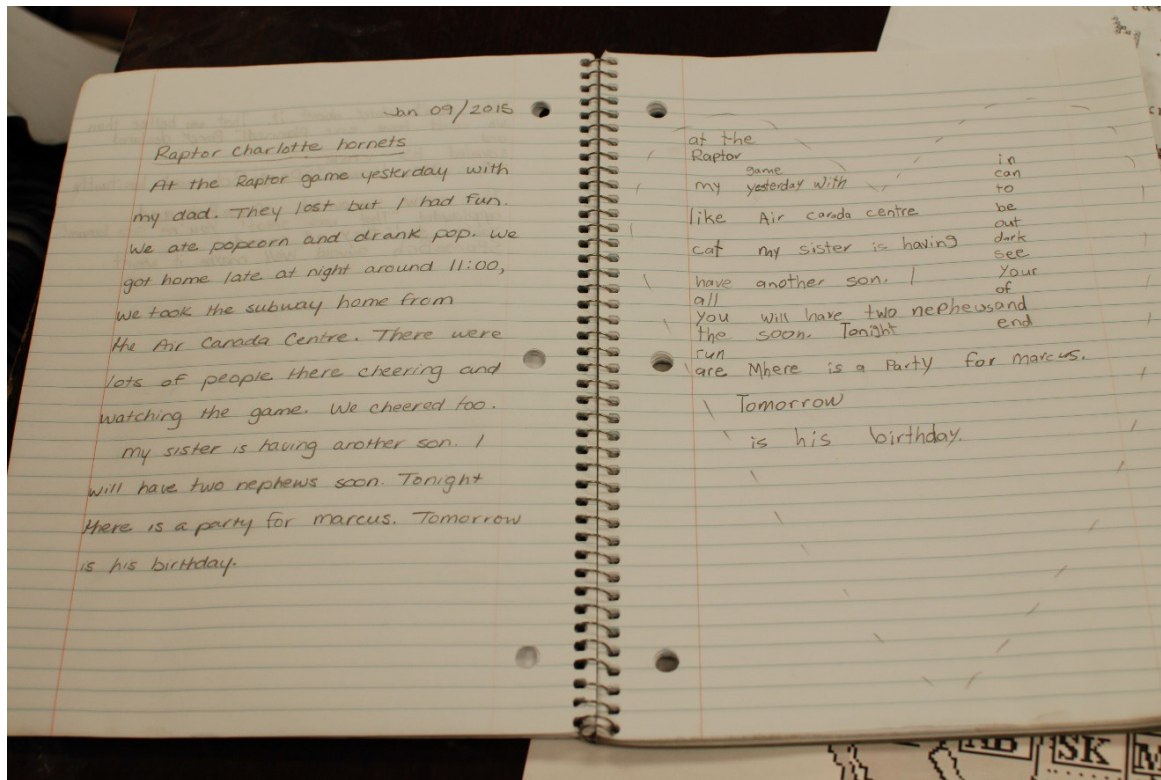 Jan 09/2015
Raptor Charlotte hornets
At the Raptor game yesterday with
my dad. They lost but I had fun.
We ate popcorn and drank pop. We
got home late at night around 11:00,
we took the subway home from
the Air Canada Centre. There were
lots of people there cheering and
watching the game. We cheered too.
My sister is having another son. I
will have two nephews soon. Tonight
there is a party for marcus. Tomorrow
is his birthday.
at the
Raptor
game
my yesterday with
like Air carada centre
cat my sister is having
have another son. I
all
you will have two nepheus
the soon. Tonight
run
are Mhere is a Party for marcus.
Tomorrow
is his birthday.
in
can
to
be
out
dark
see
your
of
and
end
AB
SK
M